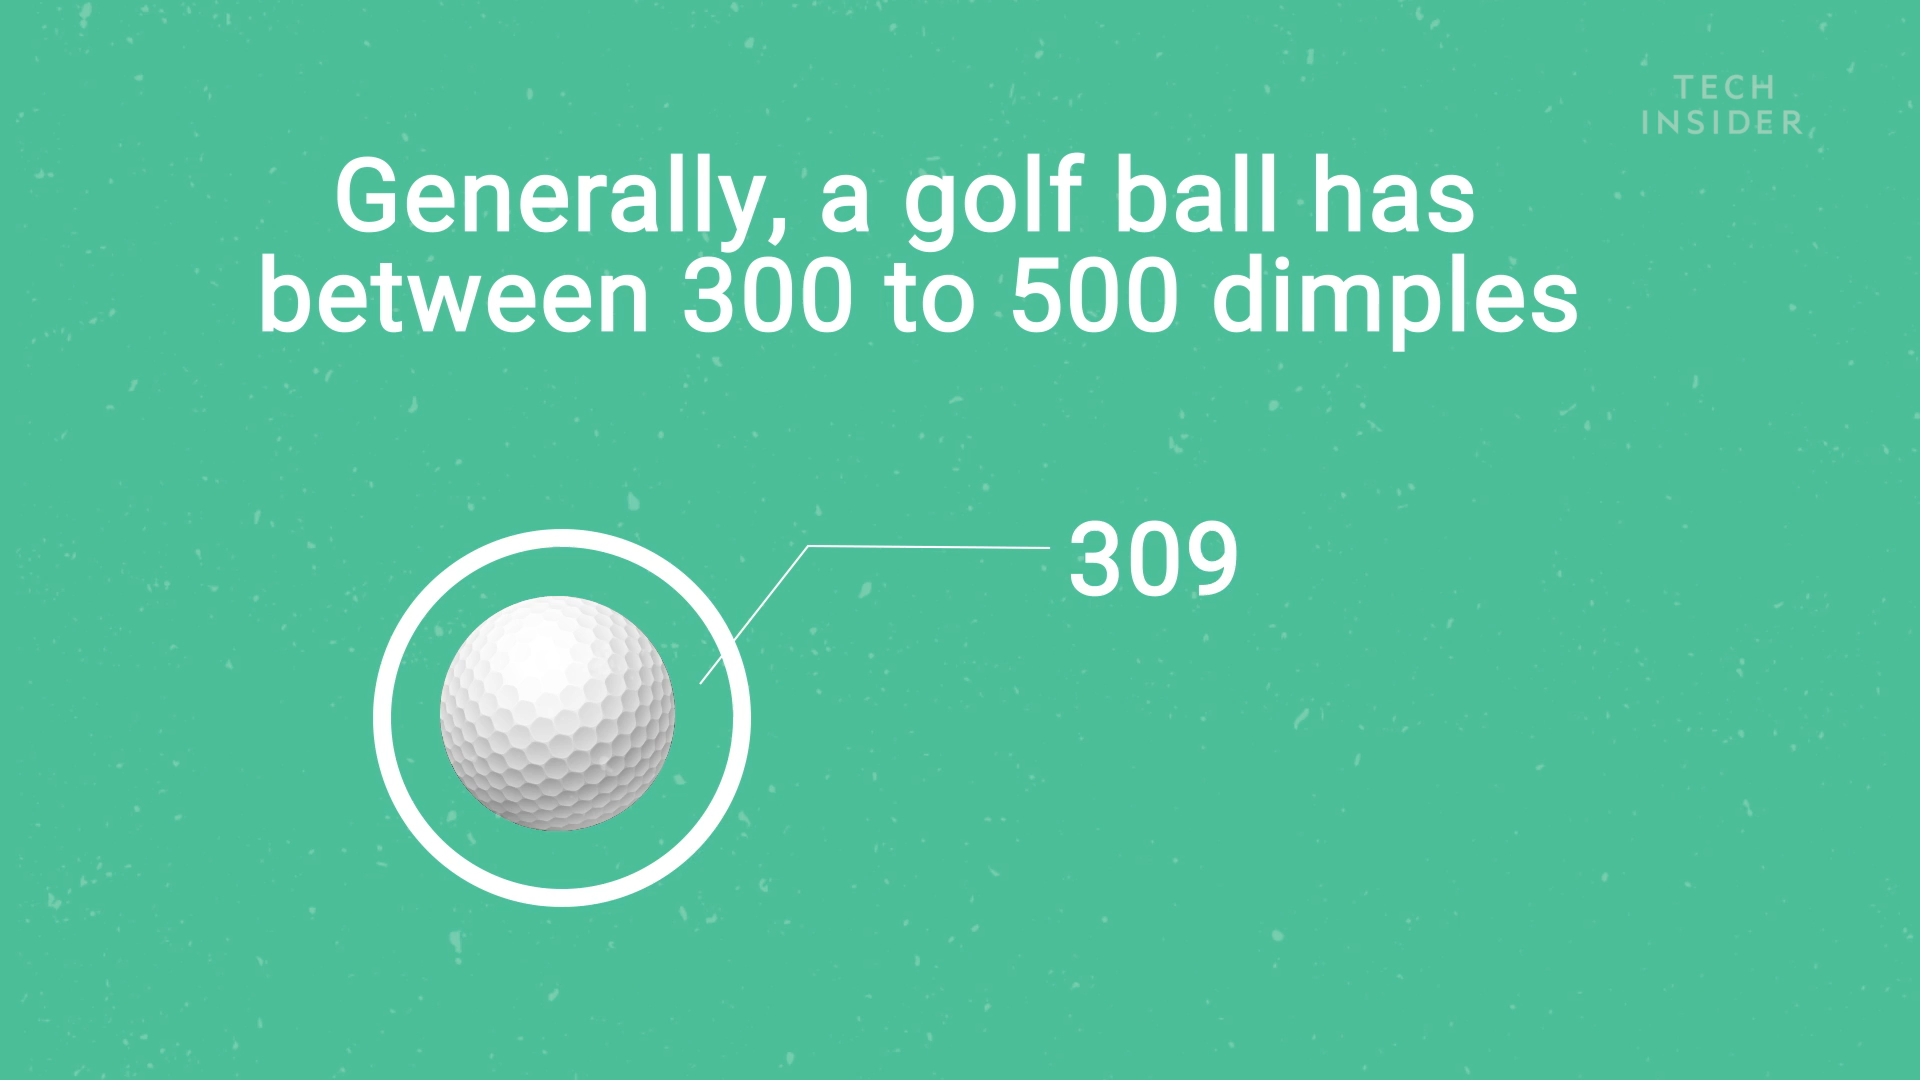 TECH
INSIDER
Generally, a golf ball has
between 300 to 500 dimples
309